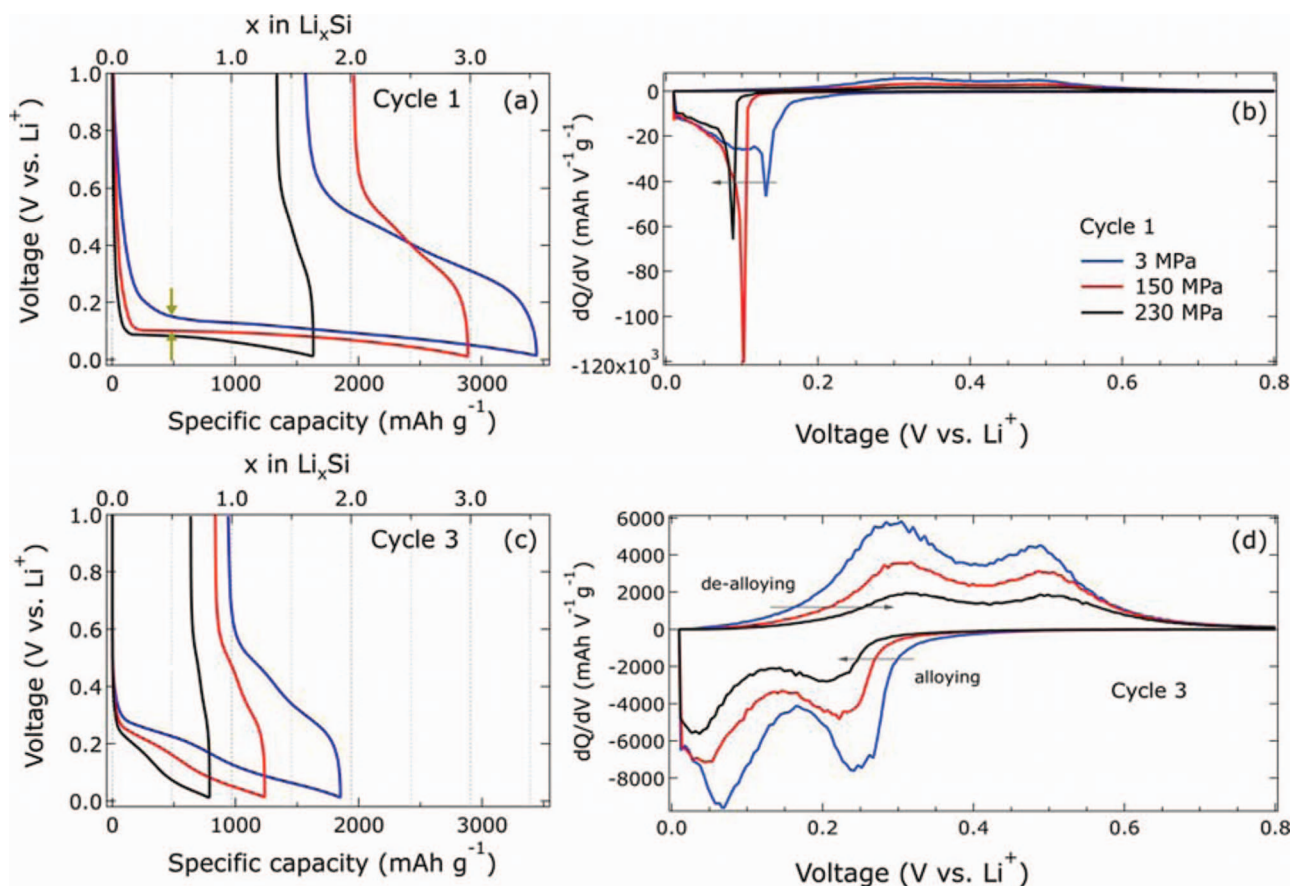 x in LixSi
0.0 1.0 2.0 3.0
1.0
0.8
0.6
0.4
0.2
0.0
Voltage (V vs. Li+)
Cycle 1 (a)
0 1000 2000 3000
Specific capacity (mAh g-1)
0
-20
-40
-60
-80
-100
-120x10³
dQ/dV (mAh V-1g-1)
(b)
Cycle 1
3 MPa
150 MPa
230 MPa
0.0 0.2 0.4 0.6 0.8
Voltage (V vs. Li+)
x in LixSi
0.0 1.0 2.0 3.0
1.0
0.8
0.6
0.4
0.2
0.0
Voltage (V vs. Li+)
Cycle 3 (c)
0 1000 2000 3000
Specific capacity (mAh g-1)
6000
4000
2000
0
-2000
-4000
-6000
-8000
dQ/dV (mAh V-1g-1)
(d)
de-alloying
alloying
Cycle 3
0.0 0.2 0.4 0.6 0.8
Voltage (V vs. Li+)